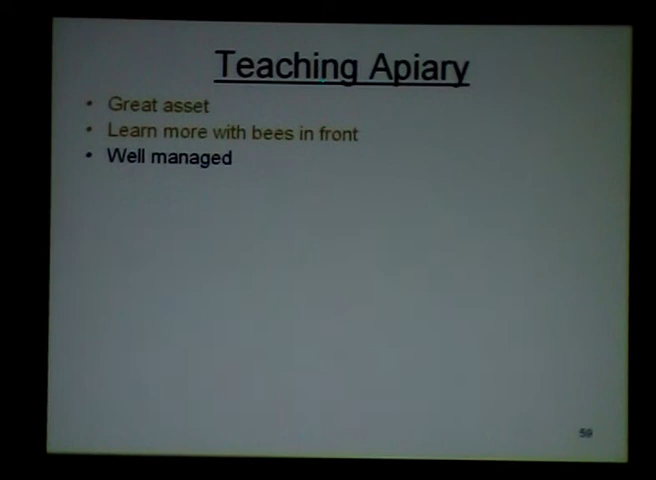 Teaching Apiary
• Great asset
• Learn more with bees in front
• Well managed
59